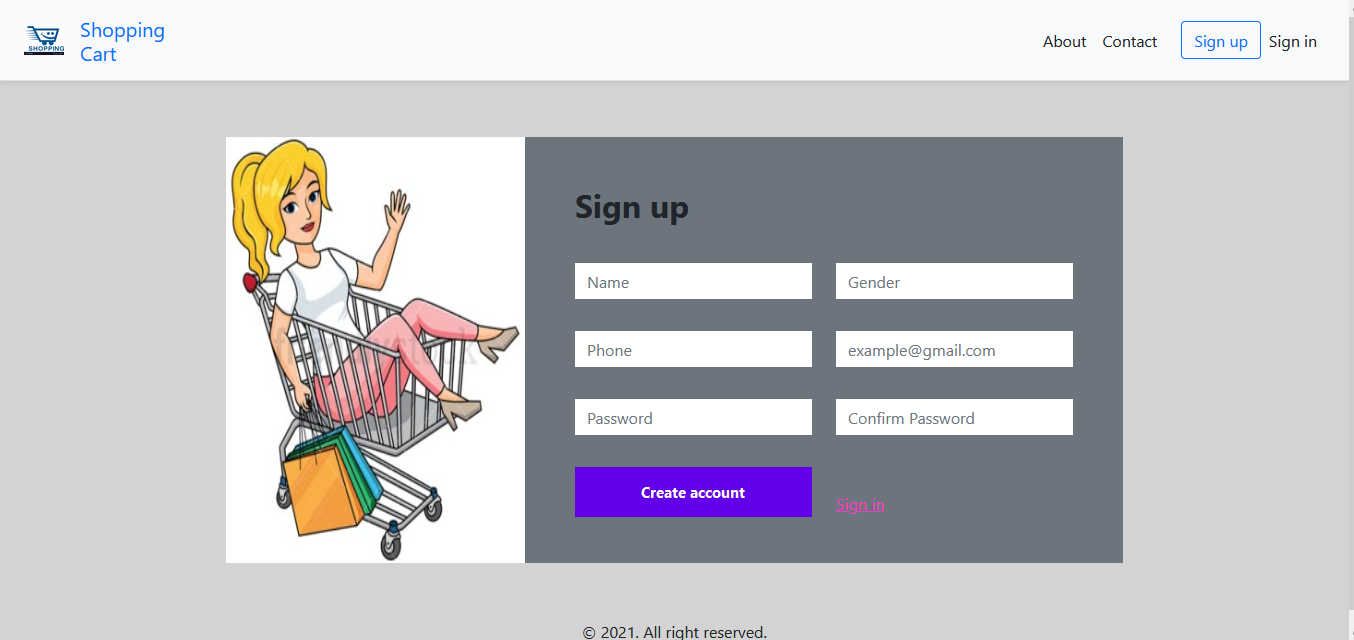 SHOPPING
Shopping
Cart
About Contact Sign up Sign in
Sign up
Name Gender
Phone example@gmail.com
Password Confirm Password
Create account Sign in
© 2021. All right reserved.